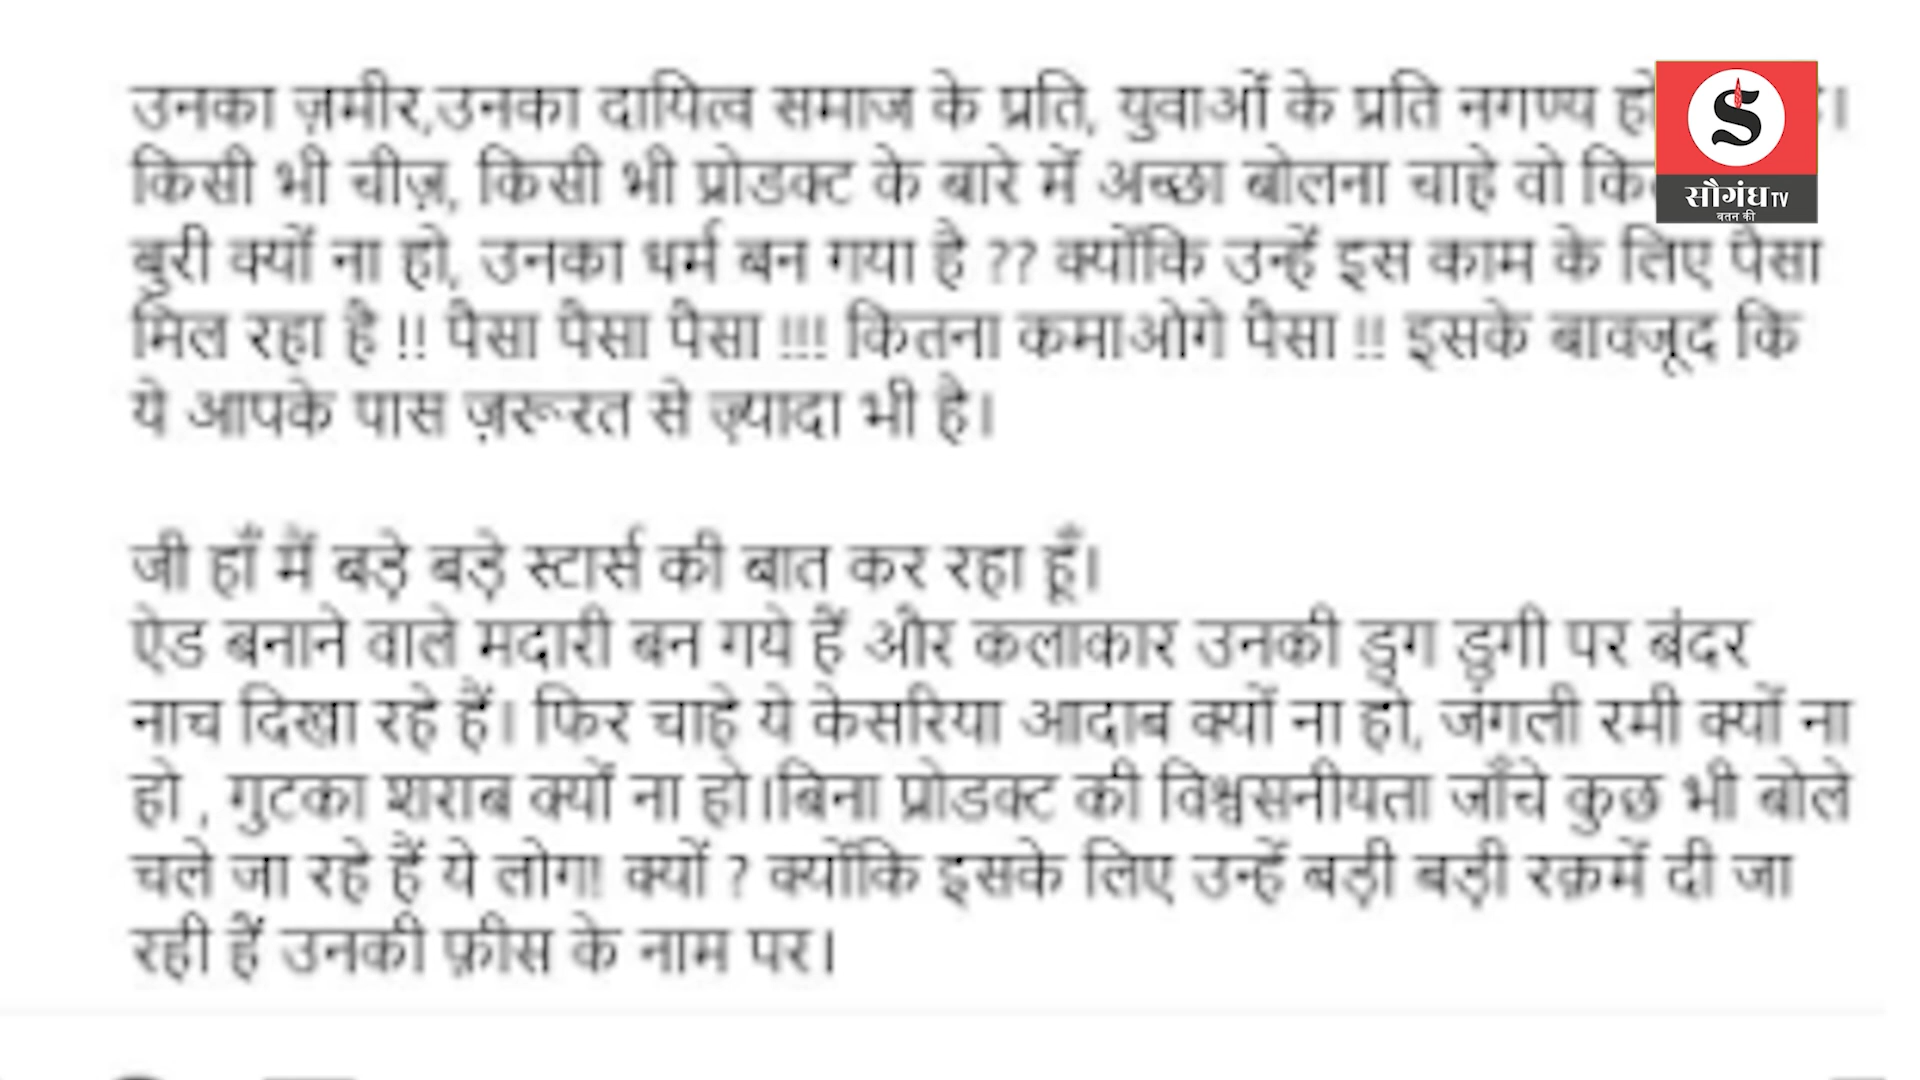 उनका ज़मीर,उनका दायित्व समाज के प्रति, युवाओं के प्रति नगण्य
किसी भी चीज़, किसी भी प्रोडक्ट के बारे में अच्छा बोलना चाहे वो
बुरी क्यों ना हो, उनका धर्म बन गया है ?? क्योंकि उन्हें इस काम के लिए पैसा
मिल रहा है !! पैसा पैसा पैसा !!! कितना कमाओगे पैसा !! इसके बावजूद कि
ये आपके पास ज़रूरत से ज़्यादा भी है।
जी हाँ में बड़े बड़े स्टार्स की बात कर रहा हूँ।
ऐड बनाने वाले मदारी बन गये हैं और कलाकार उनकी डुग डुगी पर बंदर
नाच दिखा रहे हैं। फिर चाहे ये केसरिया आदाब क्यों ना हो, जंगली रमी क्यों ना
हो , गुटका शराब क्यों ना हो।बिना प्रोडक्ट की विश्वसनीयता जाँचे कुछ भी बोले
चले जा रहे हैं ये लोग! क्यों ? क्योंकि इसके लिए उन्हें बड़ी बड़ी रक़में दी जा
रही हैं उनकी फ़ीस के नाम पर।
S
सौगंध TV
वतन की